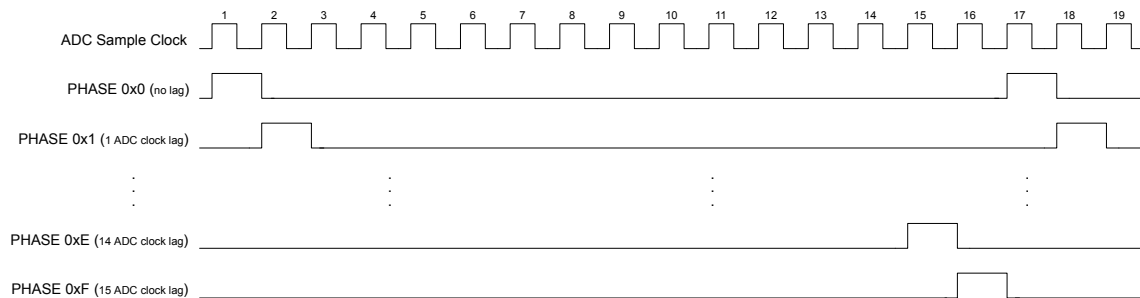 1 2 3 4 5 6 7 8 9 10 11 12 13 14 15 16 17 18 19
ADC Sample Clock
PHASE 0x0 (no lag)
PHASE 0x1 (1 ADC clock lag)
PHASE 0xE (14 ADC clock lag)
PHASE 0xF (15 ADC clock lag)